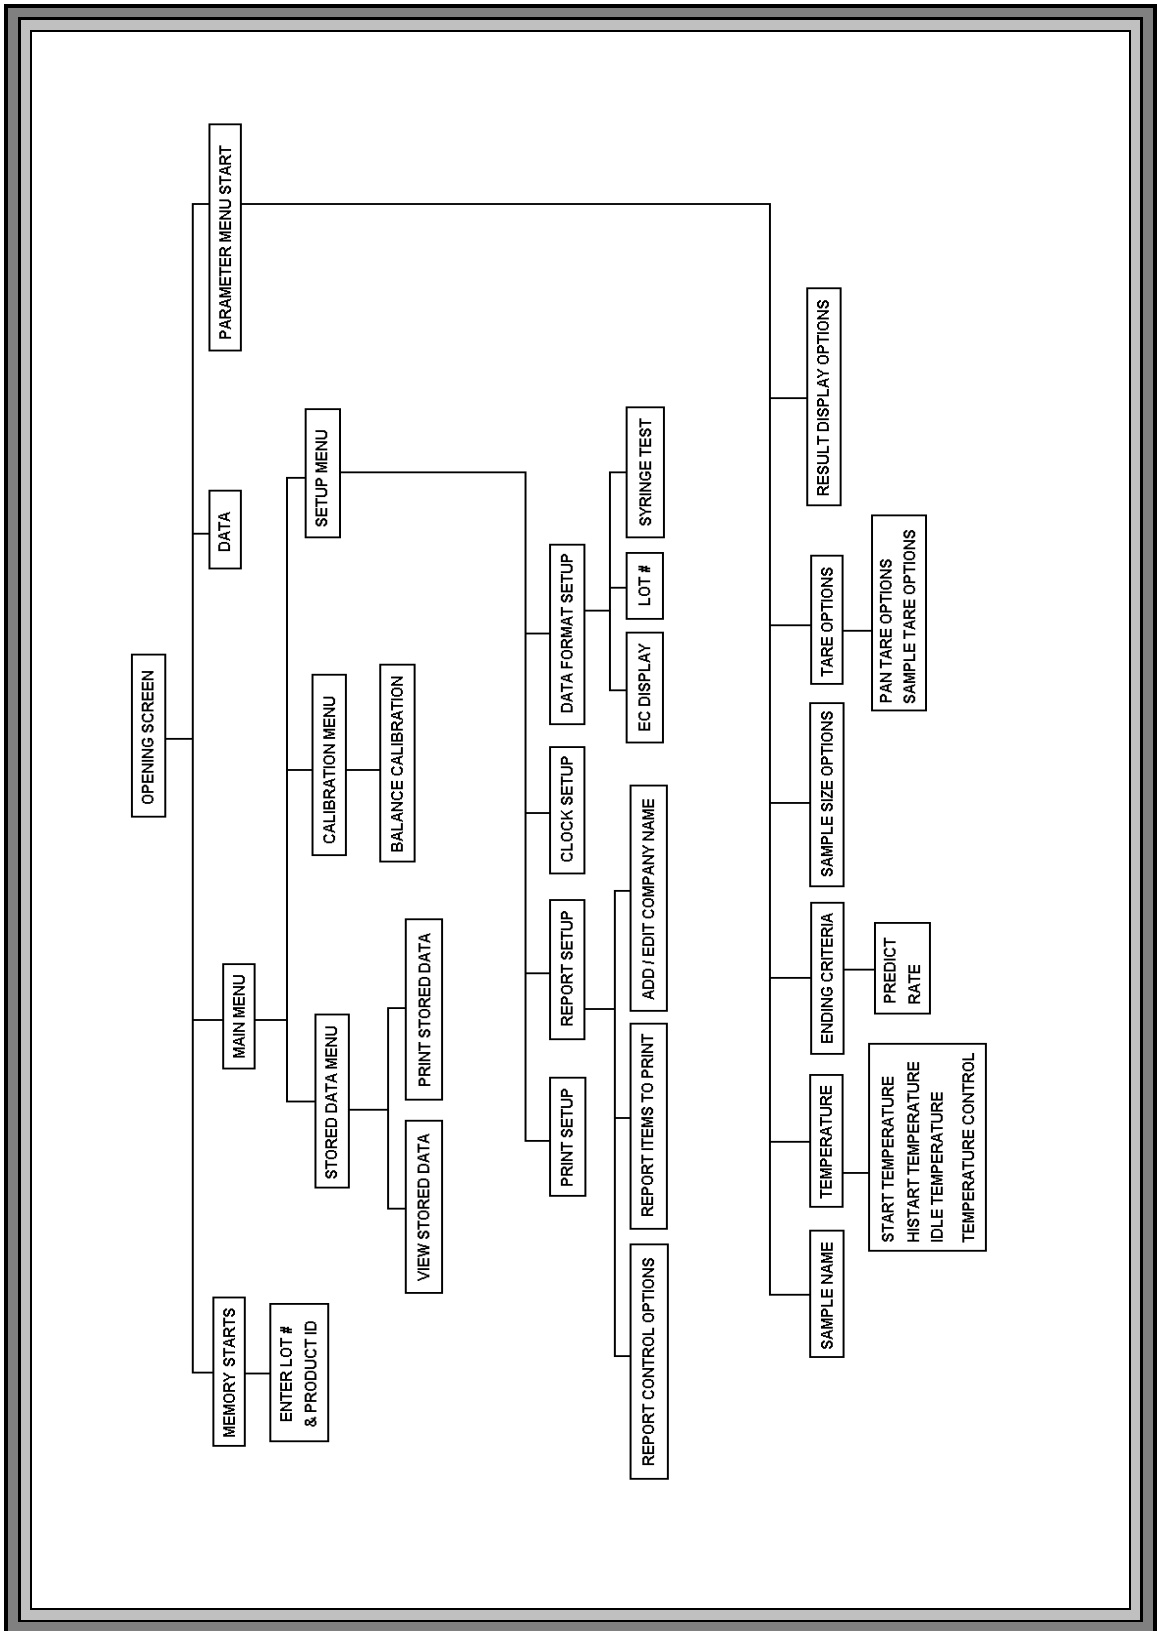 OPENING SCREEN
MEMORY STARTS
MAIN MENU
DATA
PARAMETER MENU START
ENTER LOT #
& PRODUCT ID
STORED DATA MENU
CALIBRATION MENU
SETUP MENU
BALANCE CALIBRATION
VIEW STORED DATA
PRINT STORED DATA
PRINT SETUP
REPORT SETUP
CLOCK SETUP
DATA FORMAT SETUP
REPORT CONTROL OPTIONS
REPORT ITEMS TO PRINT
ADD / EDIT COMPANY NAME
EC DISPLAY
LOT #
SYRINGE TEST
SAMPLE NAME
TEMPERATURE
ENDING CRITERIA
SAMPLE SIZE OPTIONS
TARE OPTIONS
RESULT DISPLAY OPTIONS
START TEMPERATURE
HISTART TEMPERATURE
IDLE TEMPERATURE
TEMPERATURE CONTROL
PREDICT
RATE
PAN TARE OPTIONS
SAMPLE TARE OPTIONS